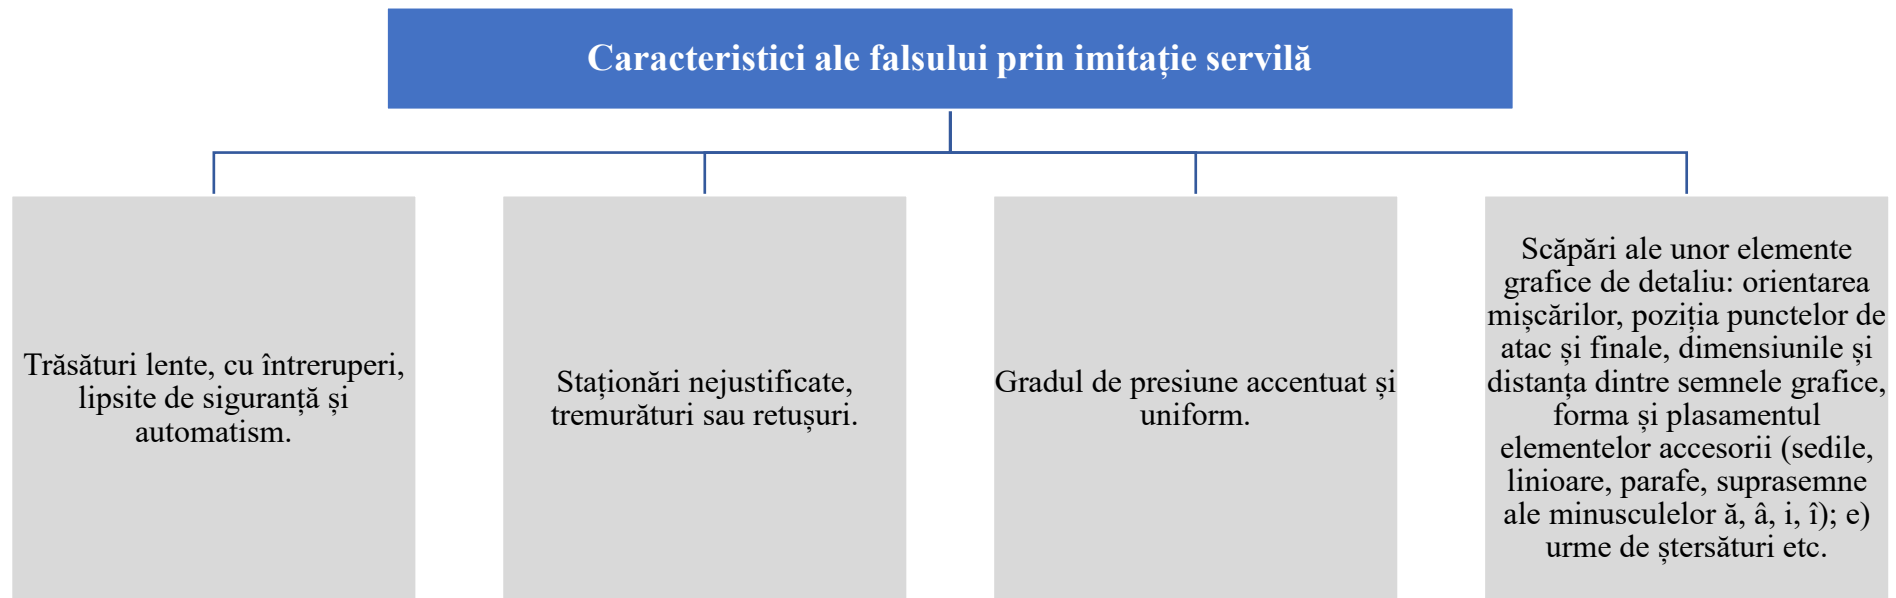 Caracteristici ale falsului prin imitație servilă
Trăsături lente, cu întreruperi,
lipsite de siguranță și
automatism.
Staționări nejustificate,
tremurături sau retușuri.
Gradul de presiune accentuat și
uniform.
Scăpări ale unor elemente
grafice de detaliu: orientarea
mișcărilor, poziția punctelor de
atac și finale, dimensiunile și
distanța dintre semnele grafice,
forma și plasamentul
elementelor accesorii (sedile,
linioare, parafe, suprasemne
ale minusculelor ă, â, i, î); e)
urme de ștersături etc.